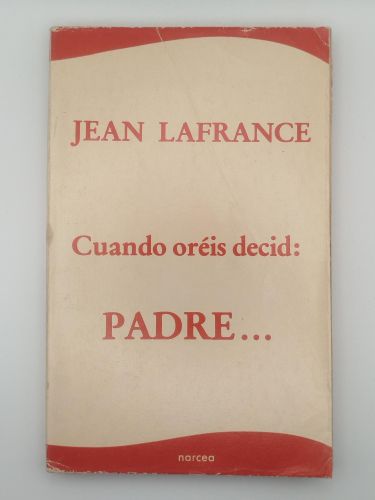 JEAN LAFRANCE
Cuando oréis decid:
PADRE...
narcea